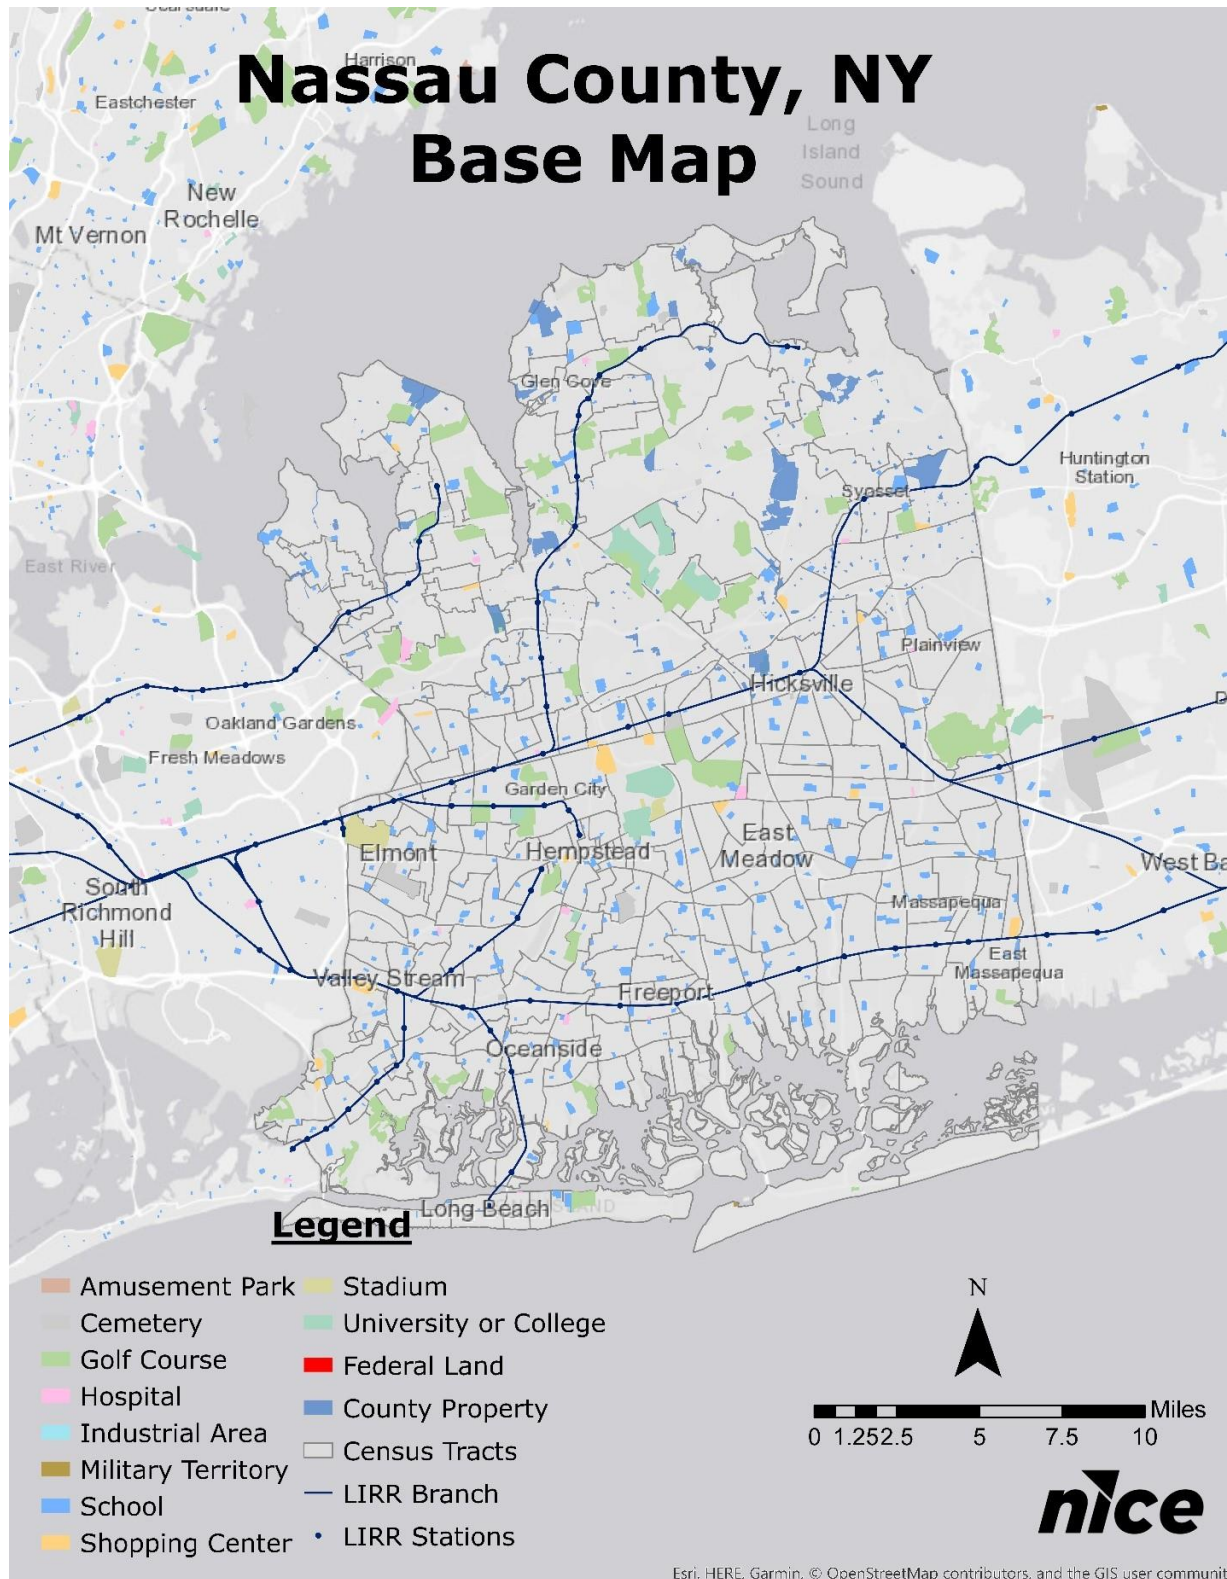 Scarsdale
Harrison
Nassau County, NY
Base Map
Eastchester
Long
Island
Sound
New
Rochelle
Mt Vernon
Glen Cove
Huntington
Station
Syosset
East River
Plainview
Hicksville
Oakland Gardens
Fresh Meadows
Garden City
East
Meadow
Elmont
Hempstead
West Ba
South
Richmond
Hill
Massapequa
East
Massapequa
Valley Stream
Freeport
Oceanside
Long Beach
Legend
Amusement Park
Cemetery
Golf Course
Hospital
Industrial Area
Military Territory
School
Shopping Center
Stadium
University or College
Federal Land
County Property
Census Tracts
LIRR Branch
LIRR Stations
N
Miles
0 1.25 2.5 5 7.5 10
nice
Esri, HERE, Garmin, © OpenStreetMap contributors, and the GIS user communit